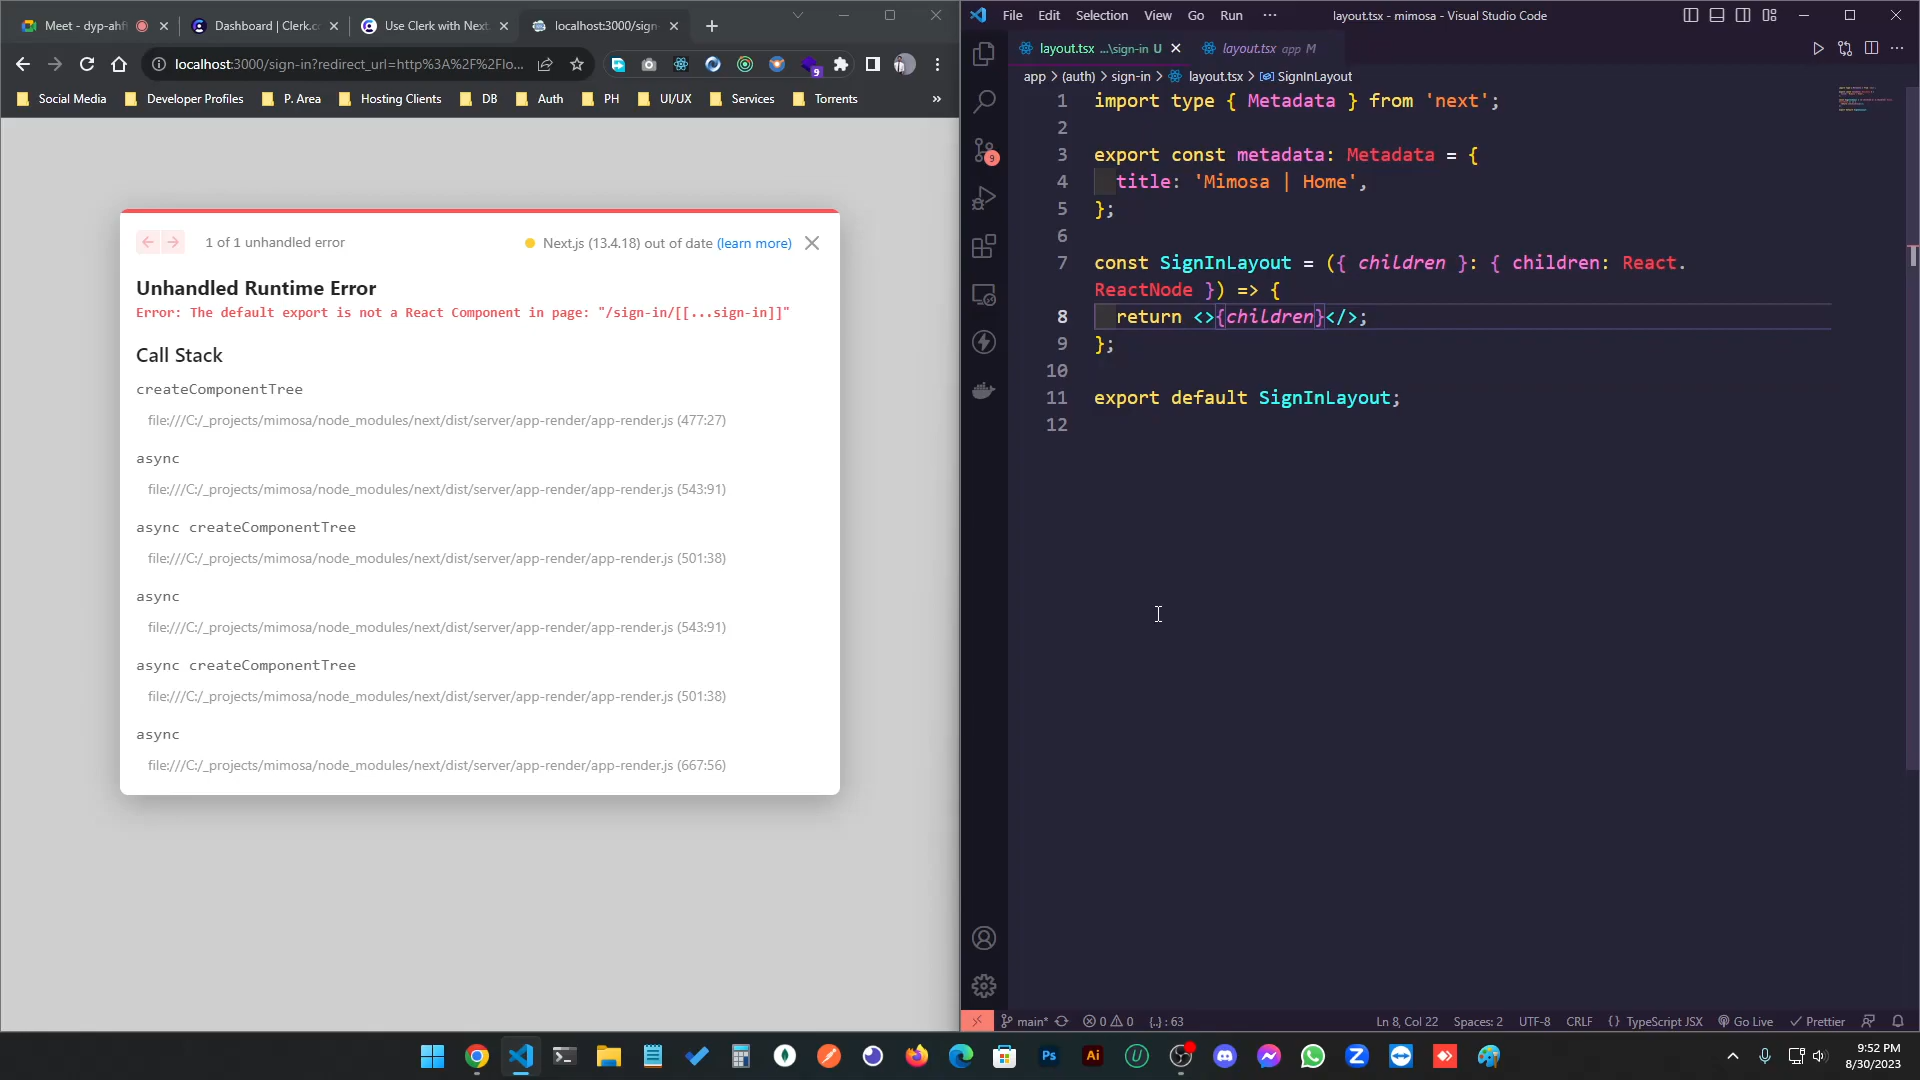 Meet - dyp-ahf
Dashboard | Clerk.c
Use Clerk with Next
localhost:3000/sign-
localhost:3000/sign-in?redirect_url=http%3A%2F%2Flo...
9
Social Media
Developer Profiles
P. Area
Hosting Clients
DB
Auth
PH
UI/UX
Services
Torrents
»
1 of 1 unhandled error
Next.js (13.4.18) out of date (learn more)
Unhandled Runtime Error
Error: The default export is not a React Component in page: "/sign-in/[[...sign-in]]"
Call Stack
createComponentTree
file:///C:/_projects/mimosa/node_modules/next/dist/server/app-render/app-render.js (477:27)
async
file:///C:/_projects/mimosa/node_modules/next/dist/server/app-render/app-render.js (543:91)
async createComponentTree
file:///C:/_projects/mimosa/node_modules/next/dist/server/app-render/app-render.js (501:38)
async
file:///C:/_projects/mimosa/node_modules/next/dist/server/app-render/app-render.js (543:91)
async createComponentTree
file:///C:/_projects/mimosa/node_modules/next/dist/server/app-render/app-render.js (501:38)
async
file:///C:/_projects/mimosa/node_modules/next/dist/server/app-render/app-render.js (667:56)
File Edit Selection View Go Run ···
layout.tsx - mimosa - Visual Studio Code
layout.tsx ...\sign-in U
layout.tsx app M
app > (auth) > sign-in > layout.tsx > SignInLayout
9
1 import type { Metadata } from 'next';
2
3 export const metadata: Metadata = {
4 title: 'Mimosa | Home',
5 };
6
7 const SignInLayout = ({ children }: { children: React.
ReactNode }) => {
8 return <>{children}</>;
9 };
10
11 export default SignInLayout;
12
main* 0 0 {..} : 63
Ln 8, Col 22 Spaces: 2 UTF-8 CRLF {} TypeScript JSX Go Live Prettier
Ps
Ai
9:52 PM
8/30/2023